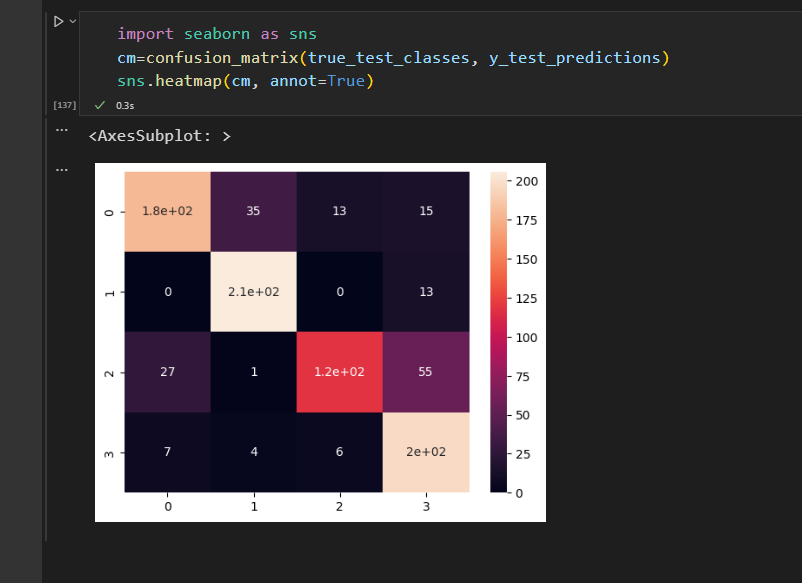 import seaborn as sns
cm=confusion_matrix(true_test_classes, y_test_predictions)
sns.heatmap(cm, annot=True)
[137] 0.3s
<AxesSubplot: >
0 1.8e+02 35 13 15
1 0 2.1e+02 0 13
2 27 1 1.2e+02 55
3 7 4 6 2e+02
0 1 2 3
200
175
150
125
100
75
50
25
0